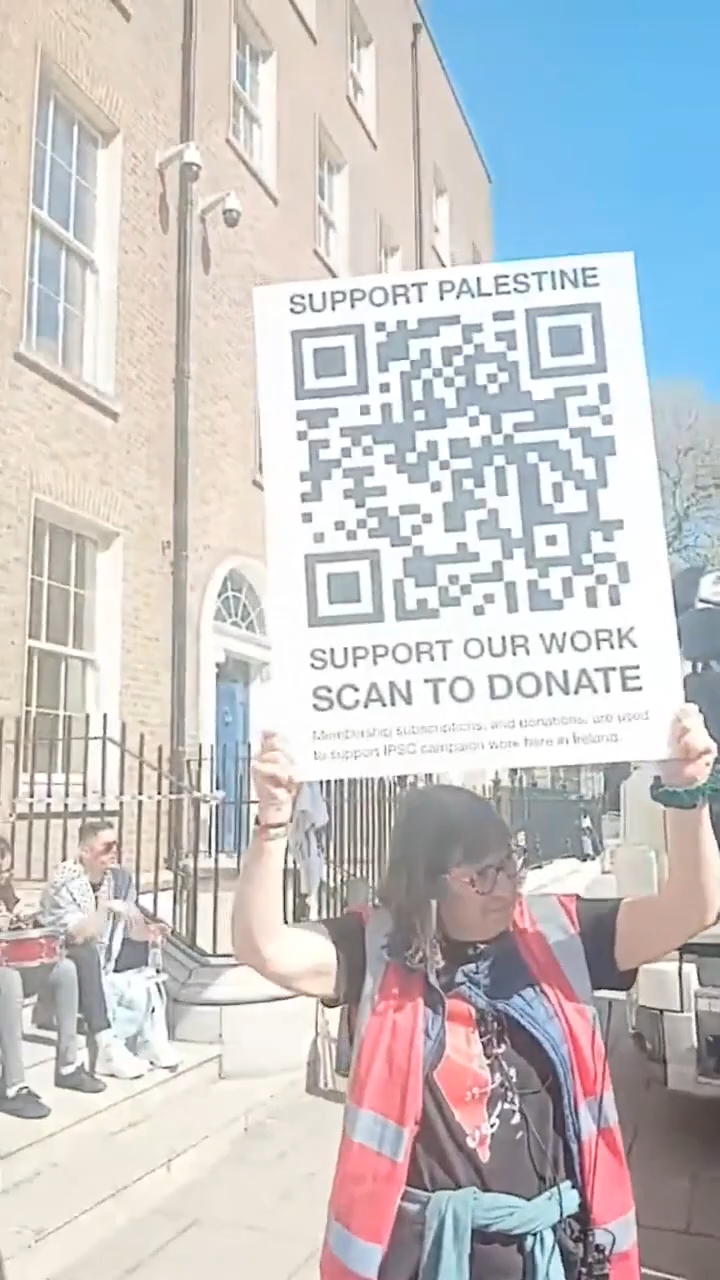 SUPPORT PALESTINE
SUPPORT OUR WORK
SCAN TO DONATE
Membership subscriptions, and donations, are used
to support IPSC campaign work here in Ireland.